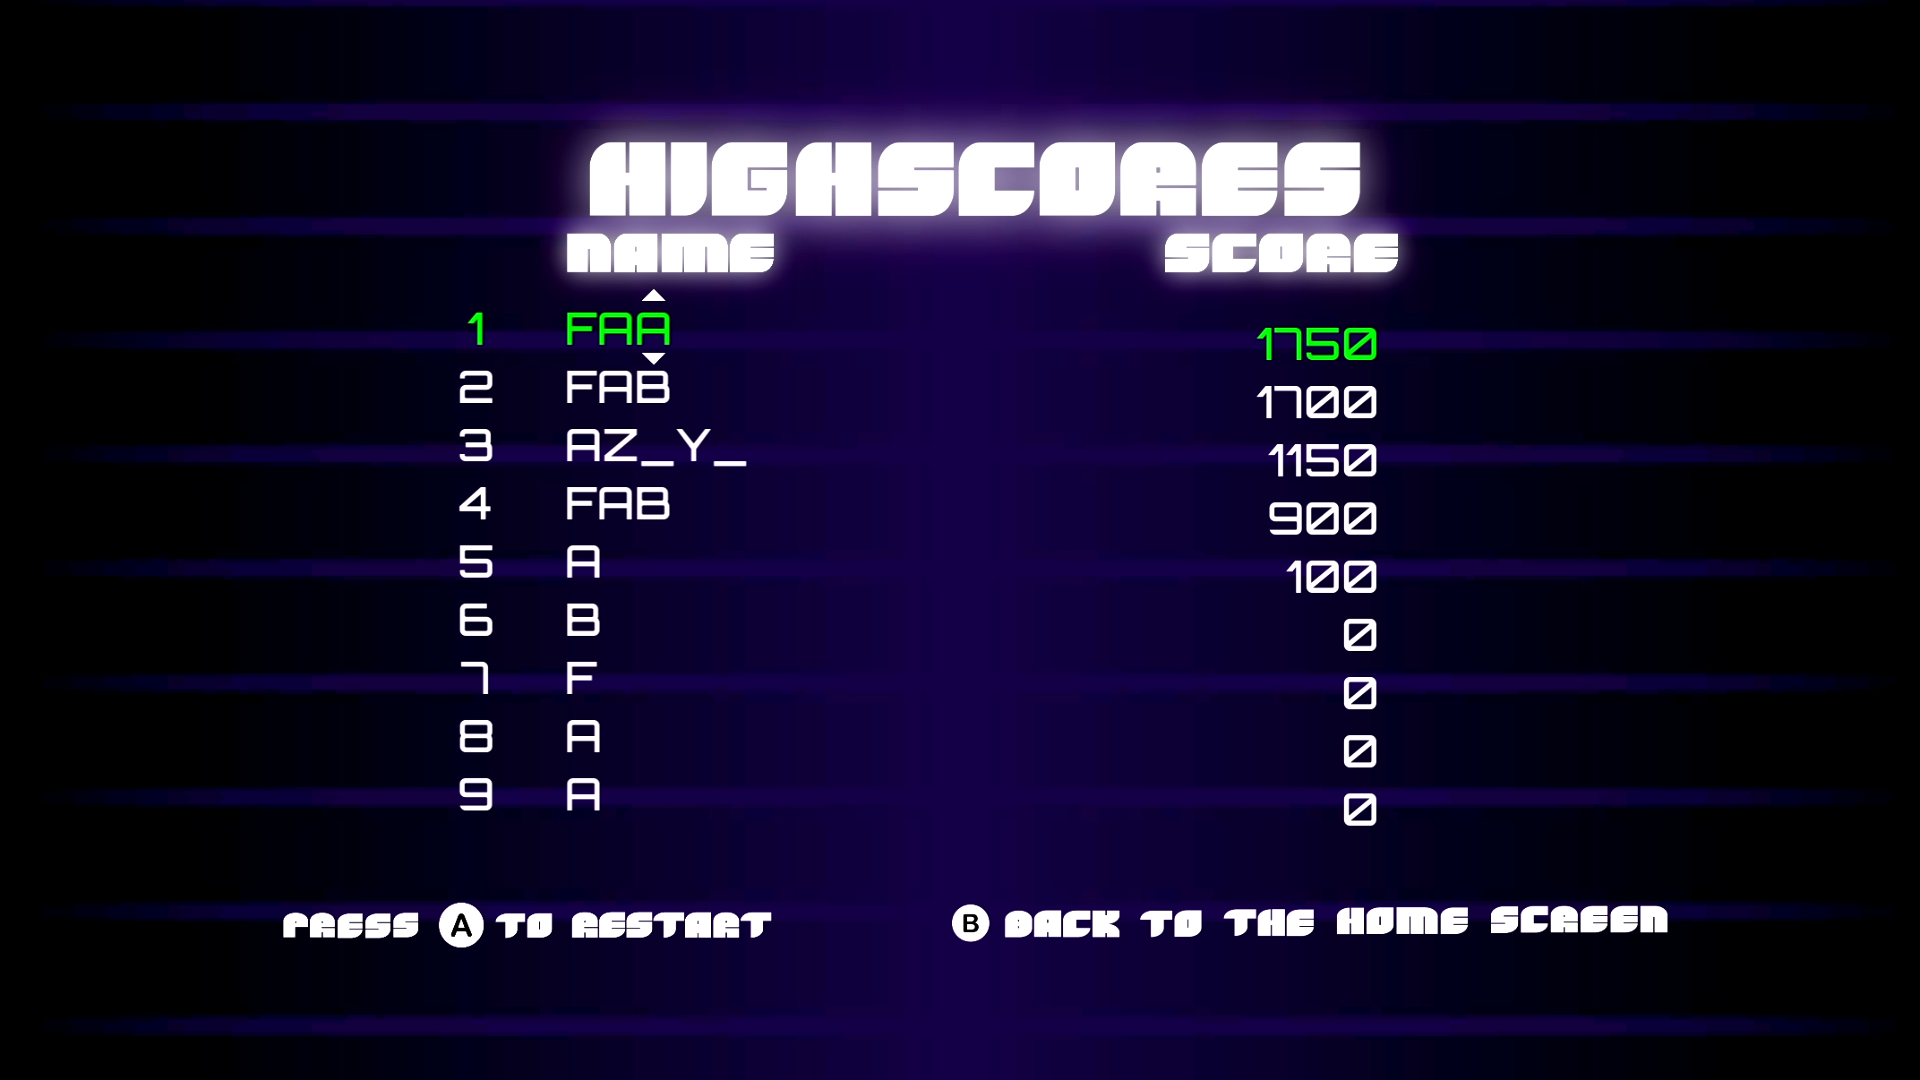 HIGHSCORES
NAME SCORE
1 FAA 1750
2 FAB 1700
3 AZ_Y_ 1150
4 FAB 900
5 A 100
6 B 0
7 F 0
8 A 0
9 A 0
PRESS A TO RESTART
B BACK TO THE HOME SCREEN